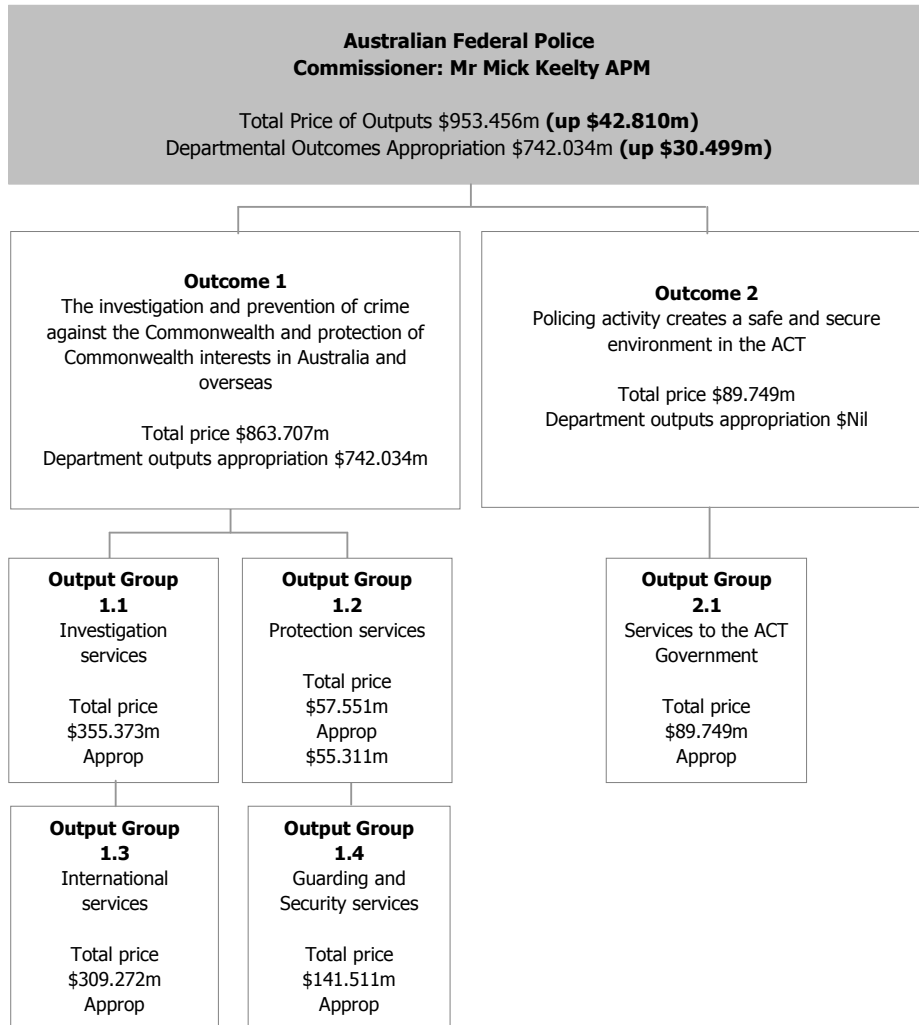 Australian Federal Police
Commissioner: Mr Mick Keelty APM
Total Price of Outputs $953.456m (up $42.810m)
Departmental Outcomes Appropriation $742.034m (up $30.499m)
Outcome 1
The investigation and prevention of crime
against the Commonwealth and protection of
Commonwealth interests in Australia and
overseas
Total price $863.707m
Department outputs appropriation $742.034m
Outcome 2
Policing activity creates a safe and secure
environment in the ACT
Total price $89.749m
Department outputs appropriation $Nil
Output Group
1.1
Investigation
services
Total price
$355.373m
Approp
Output Group
1.2
Protection services
Total price
$57.551m
Approp
$55.311m
Output Group
2.1
Services to the ACT
Government
Total price
$89.749m
Approp
Output Group
1.3
International
services
Total price
$309.272m
Approp
Output Group
1.4
Guarding and
Security services
Total price
$141.511m
Approp